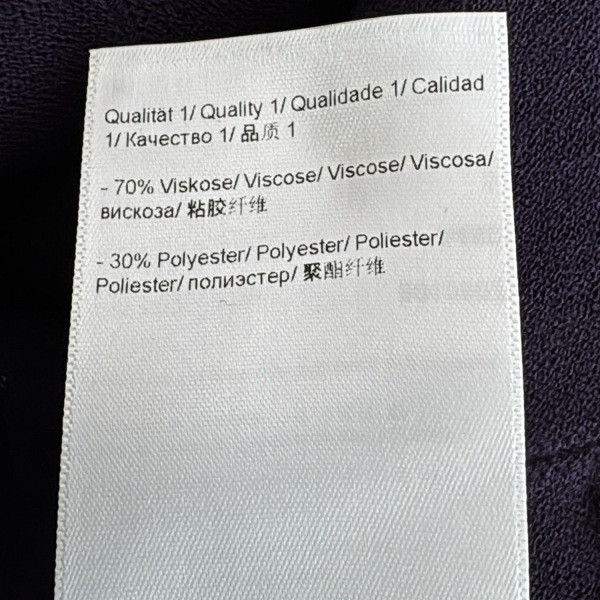 Qualität 1/ Quality 1/ Qualidade 1/ Calidad
1/ Качество 1/ 品质 1
- 70% Viskose/ Viscose/ Viscose/ Viscosa/
вискоза/ 粘胶纤维
- 30% Polyester/ Polyester/ Poliester/
Poliester/ полиэстер/ 聚酯纤维